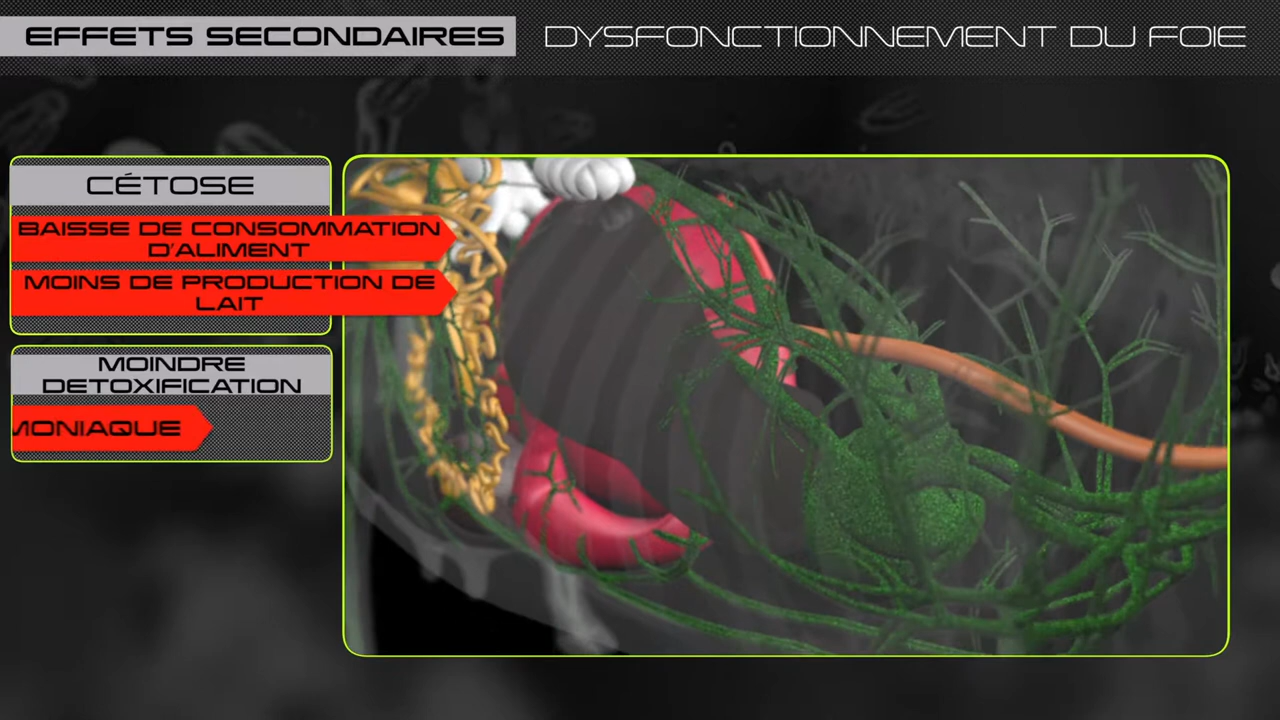 EFFETS SECONDAIRES DYSFONCTIONNEMENT DU FOIE
CÉTOSE
BAISSE DE CONSOMMATION
D'ALIMENT
MOINS DE PRODUCTION DE
LAIT
MOINDRE
DETOXIFICATION
MONIAQUE